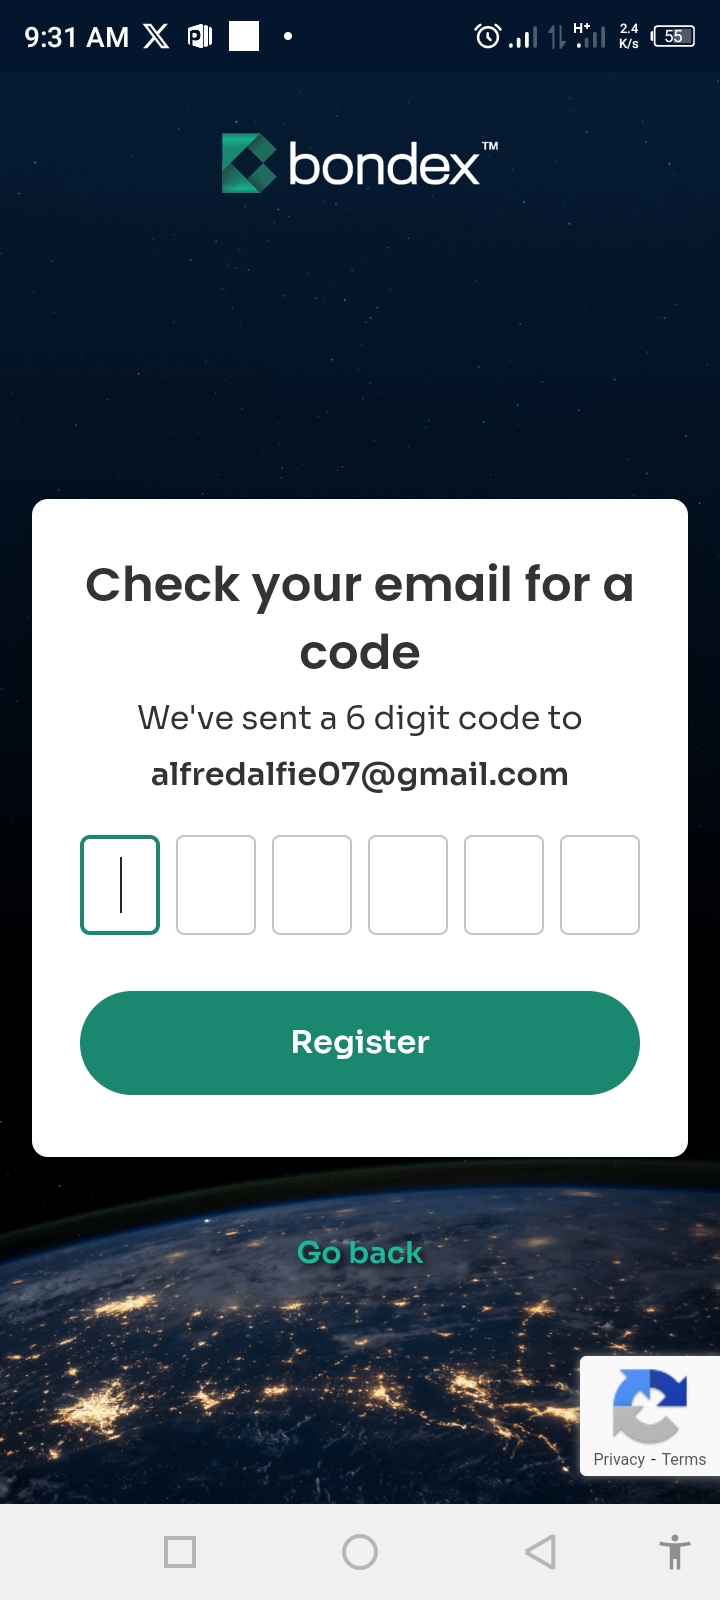 9:31 AM
H+
2.4
K/s
55
bondex™
Check your email for a
code
We've sent a 6 digit code to
alfredalfie07@gmail.com
Register
Go back
Privacy - Terms